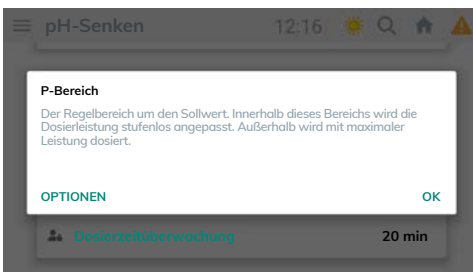 pH-Senken 12:16
P-Bereich
Der Regelbereich um den Sollwert. Innerhalb dieses Bereichs wird die
Dosierleistung stufenlos angepasst. Außerhalb wird mit maximaler
Leistung dosiert.
OPTIONEN OK
Dosierzeitüberwachung 20 min